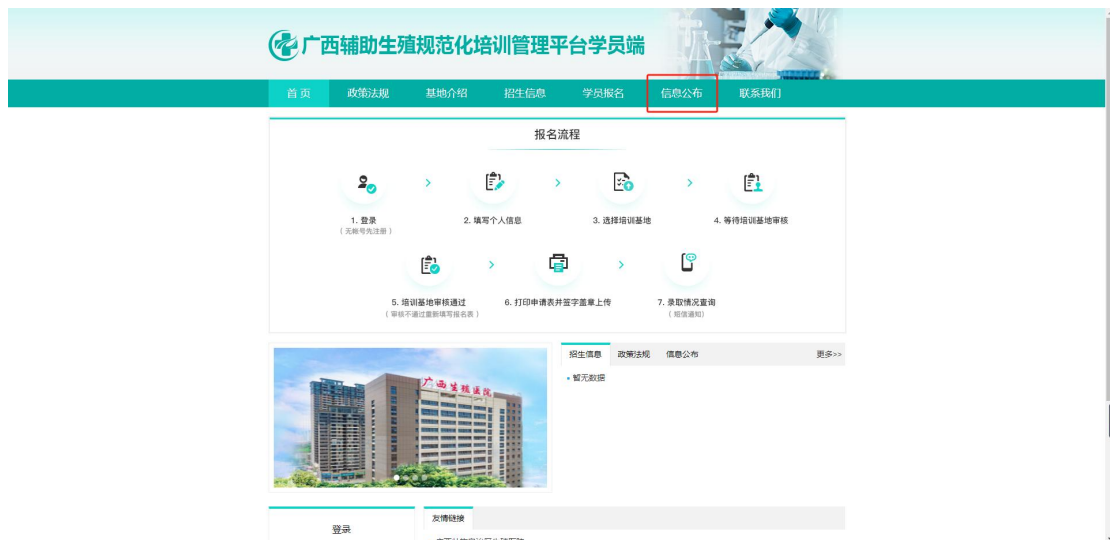 广西辅助生殖规范化培训管理平台学员端
首 页 政策法规 基地介绍 招生信息 学员报名 信息公布 联系我们
报名流程
1. 登录 2. 填写个人信息 3. 选择培训基地 4. 等待培训基地审核
( 无帐号先注册 )
5. 培训基地审核通过 6. 打印申请表并签字盖章上传 7. 录取情况查询
( 审核不通过重新填写报名表 ) ( 短信通知)
招生信息 政策法规 信息公布 更多>>
暂无数据
广西生殖医院
登录 友情链接